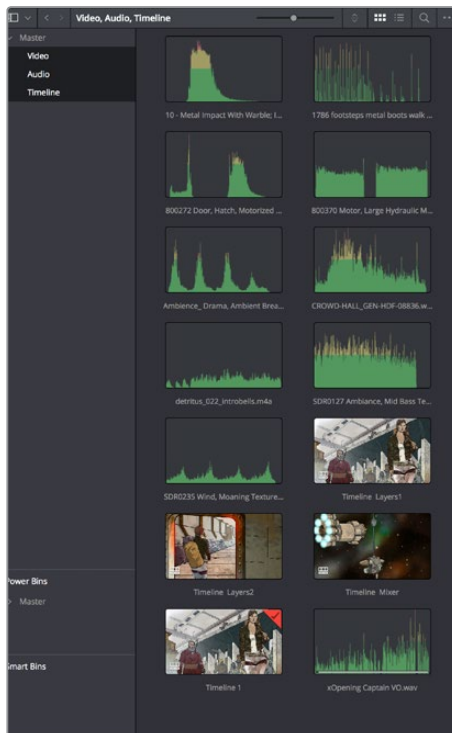 Video, Audio, Timeline
Master
Video
Audio
Timeline
10 - Metal Impact With Warble; I...
1786 footsteps metal boots walk ...
800272 Door, Hatch, Motorized ...
800370 Motor, Large Hydraulic M...
Ambience_ Drama, Ambient Brea...
CROWD-HALL_GEN-HDF-08836.w...
detritus_022_introbells.m4a
SDR0127 Ambiance, Mid Bass Te...
SDR0235 Wind, Moaning Texture...
Timeline Layers1
Timeline Layers2
Timeline Mixer
Power Bins
Master
Timeline 1
xOpening Captain VO.wav
Smart Bins